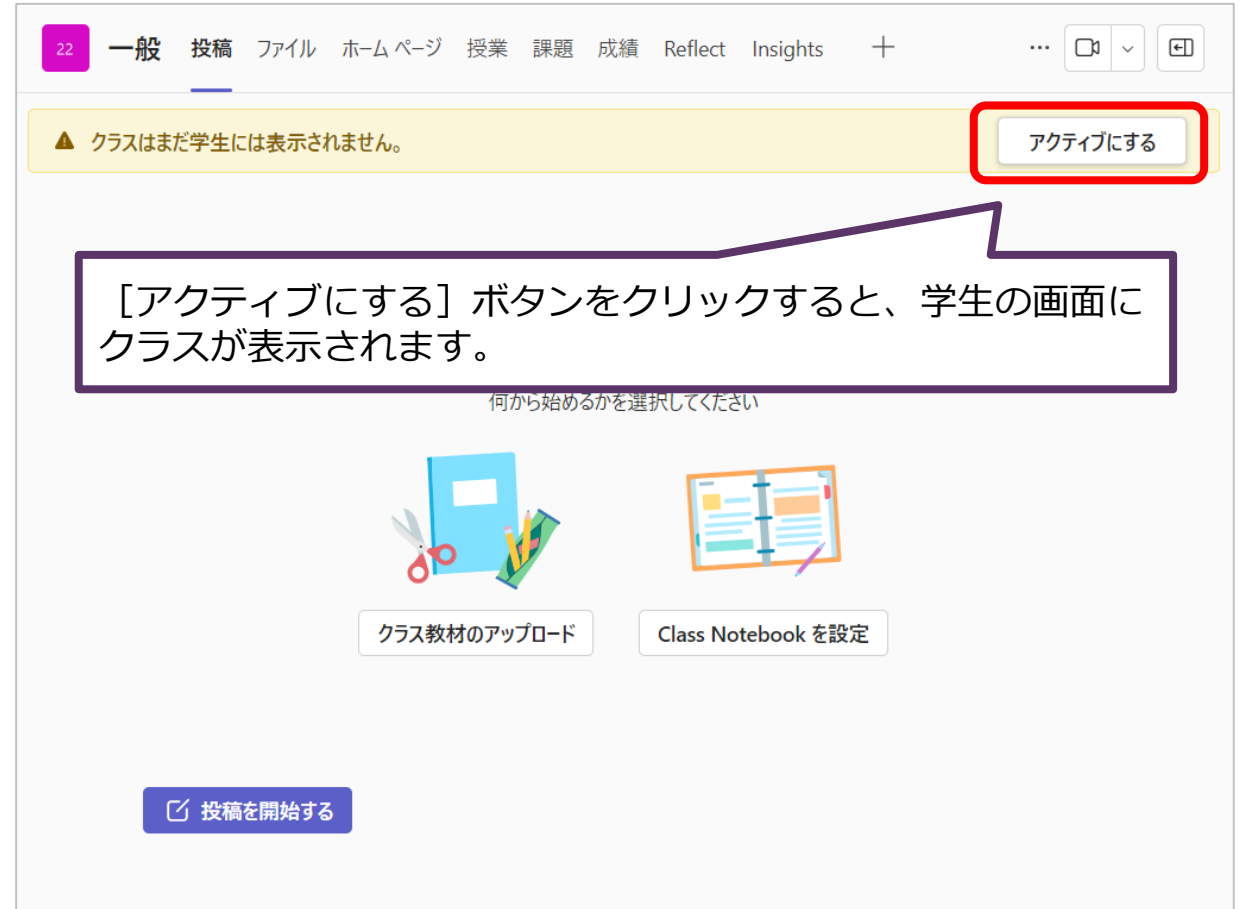 22 一般 投稿 ファイル ホーム ページ 授業 課題 成績 Reflect Insights
クラスはまだ学生には表示されません。 アクティブにする
［アクティブにする］ボタンをクリックすると、学生の画面に
クラスが表示されます。
何から始めるかを選択してください
クラス教材のアップロード Class Notebook を設定
投稿を開始する